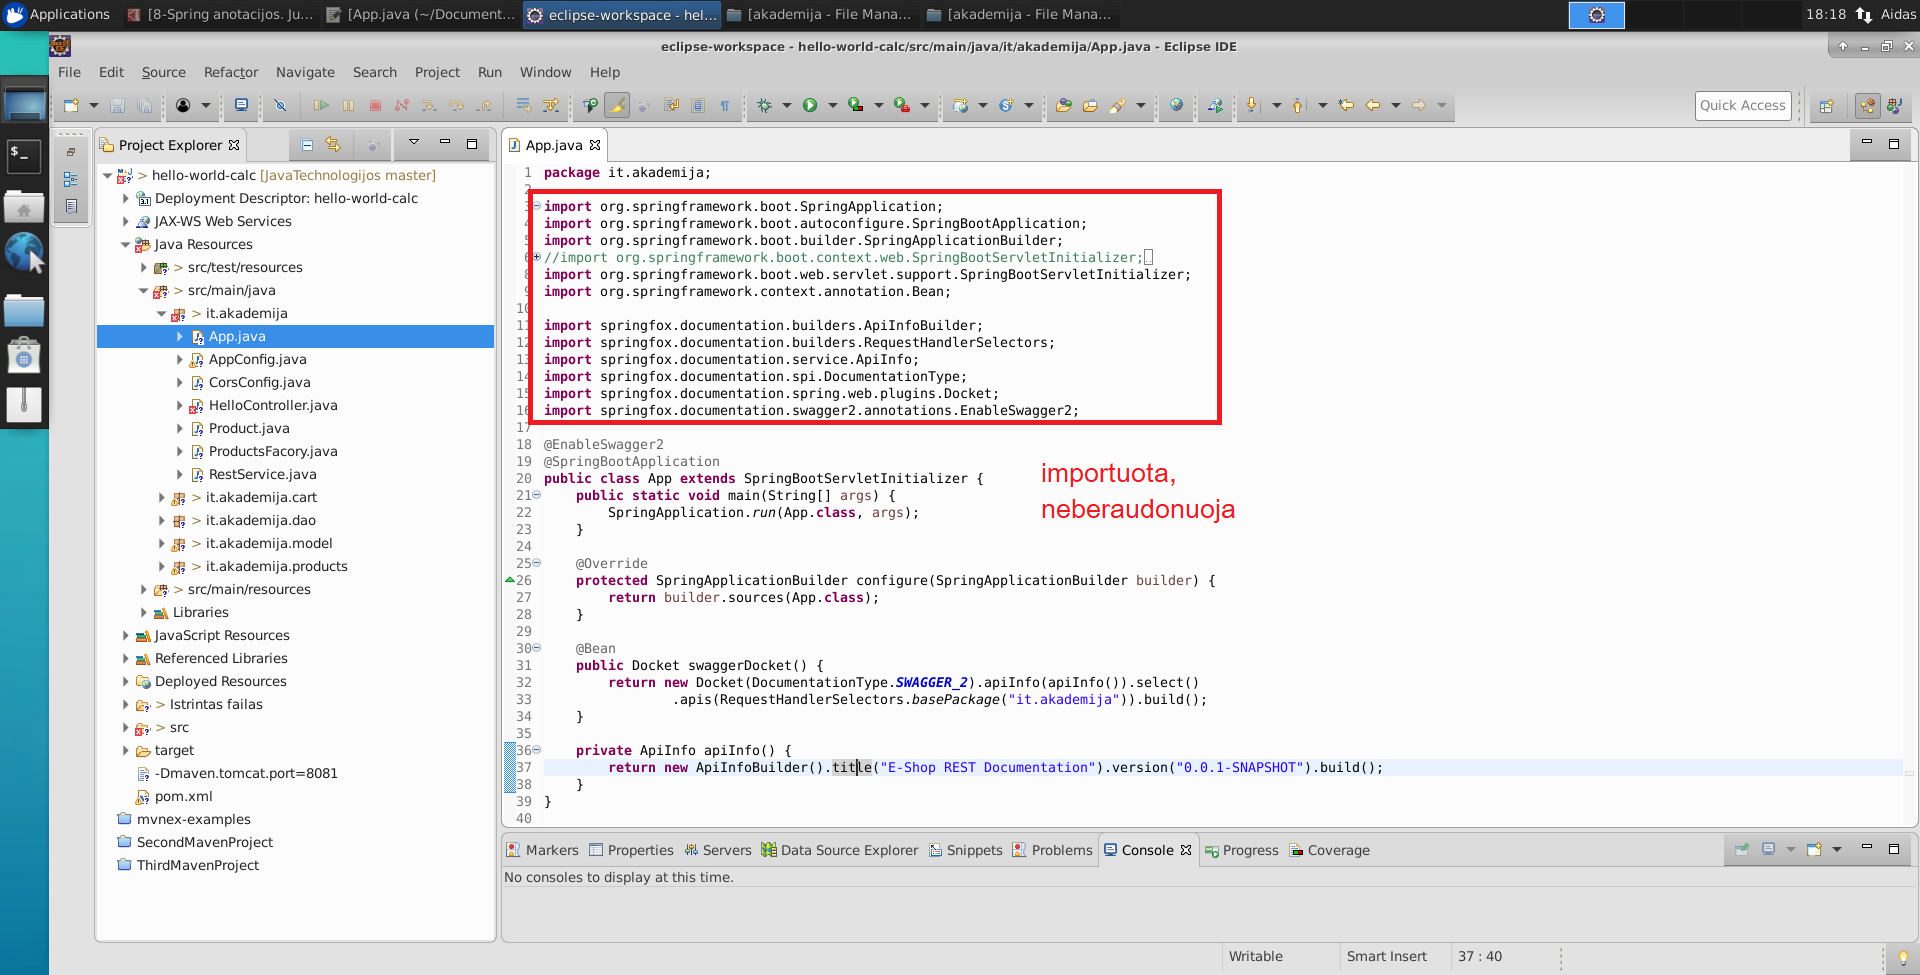 Applications
[8-Spring anotacijos. Ju...
[App.java (~/Document...
eclipse-workspace - hel...
[akademija - File Mana...
[akademija - File Mana...
18:18
Aidas
eclipse-workspace - hello-world-calc/src/main/java/it/akademija/App.java - Eclipse IDE
File Edit Source Refactor Navigate Search Project Run Window Help
Quick Access
Project Explorer
hello-world-calc [JavaTechnologijos master]
Deployment Descriptor: hello-world-calc
JAX-WS Web Services
Java Resources
> src/test/resources
> src/main/java
> it.akademija
App.java
AppConfig.java
CorsConfig.java
HelloController.java
Product.java
ProductsFacory.java
RestService.java
> it.akademija.cart
> it.akademija.dao
> it.akademija.model
> it.akademija.products
> src/main/resources
Libraries
JavaScript Resources
Referenced Libraries
Deployed Resources
> Istrintas failas
> src
target
-Dmaven.tomcat.port=8081
pom.xml
mvnex-examples
SecondMavenProject
ThirdMavenProject
App.java
1 package it.akademija;
2
3 import org.springframework.boot.SpringApplication;
4 import org.springframework.boot.autoconfigure.SpringBootApplication;
5 import org.springframework.boot.builder.SpringApplicationBuilder;
6 //import org.springframework.boot.context.web.SpringBootServletInitializer;
8 import org.springframework.boot.web.servlet.support.SpringBootServletInitializer;
9 import org.springframework.context.annotation.Bean;
10
11 import springfox.documentation.builders.ApiInfoBuilder;
12 import springfox.documentation.builders.RequestHandlerSelectors;
13 import springfox.documentation.service.ApiInfo;
14 import springfox.documentation.spi.DocumentationType;
15 import springfox.documentation.spring.web.plugins.Docket;
16 import springfox.documentation.swagger2.annotations.EnableSwagger2;
17
18 @EnableSwagger2
19 @SpringBootApplication
20 public class App extends SpringBootServletInitializer {
21 public static void main(String[] args) {
22 SpringApplication.run(App.class, args);
23 }
24
25 @Override
26 protected SpringApplicationBuilder configure(SpringApplicationBuilder builder) {
27 return builder.sources(App.class);
28 }
29
30 @Bean
31 public Docket swaggerDocket() {
32 return new Docket(DocumentationType.SWAGGER_2).apiInfo(apiInfo()).select()
33 .apis(RequestHandlerSelectors.basePackage("it.akademija")).build();
34 }
35
36 private ApiInfo apiInfo() {
37 return new ApiInfoBuilder().title("E-Shop REST Documentation").version("0.0.1-SNAPSHOT").build();
38 }
39 }
40
importuota,
neberaudonuoja
Markers Properties Servers Data Source Explorer Snippets Problems Console Progress Coverage
No consoles to display at this time.
Writable Smart Insert 37 : 40